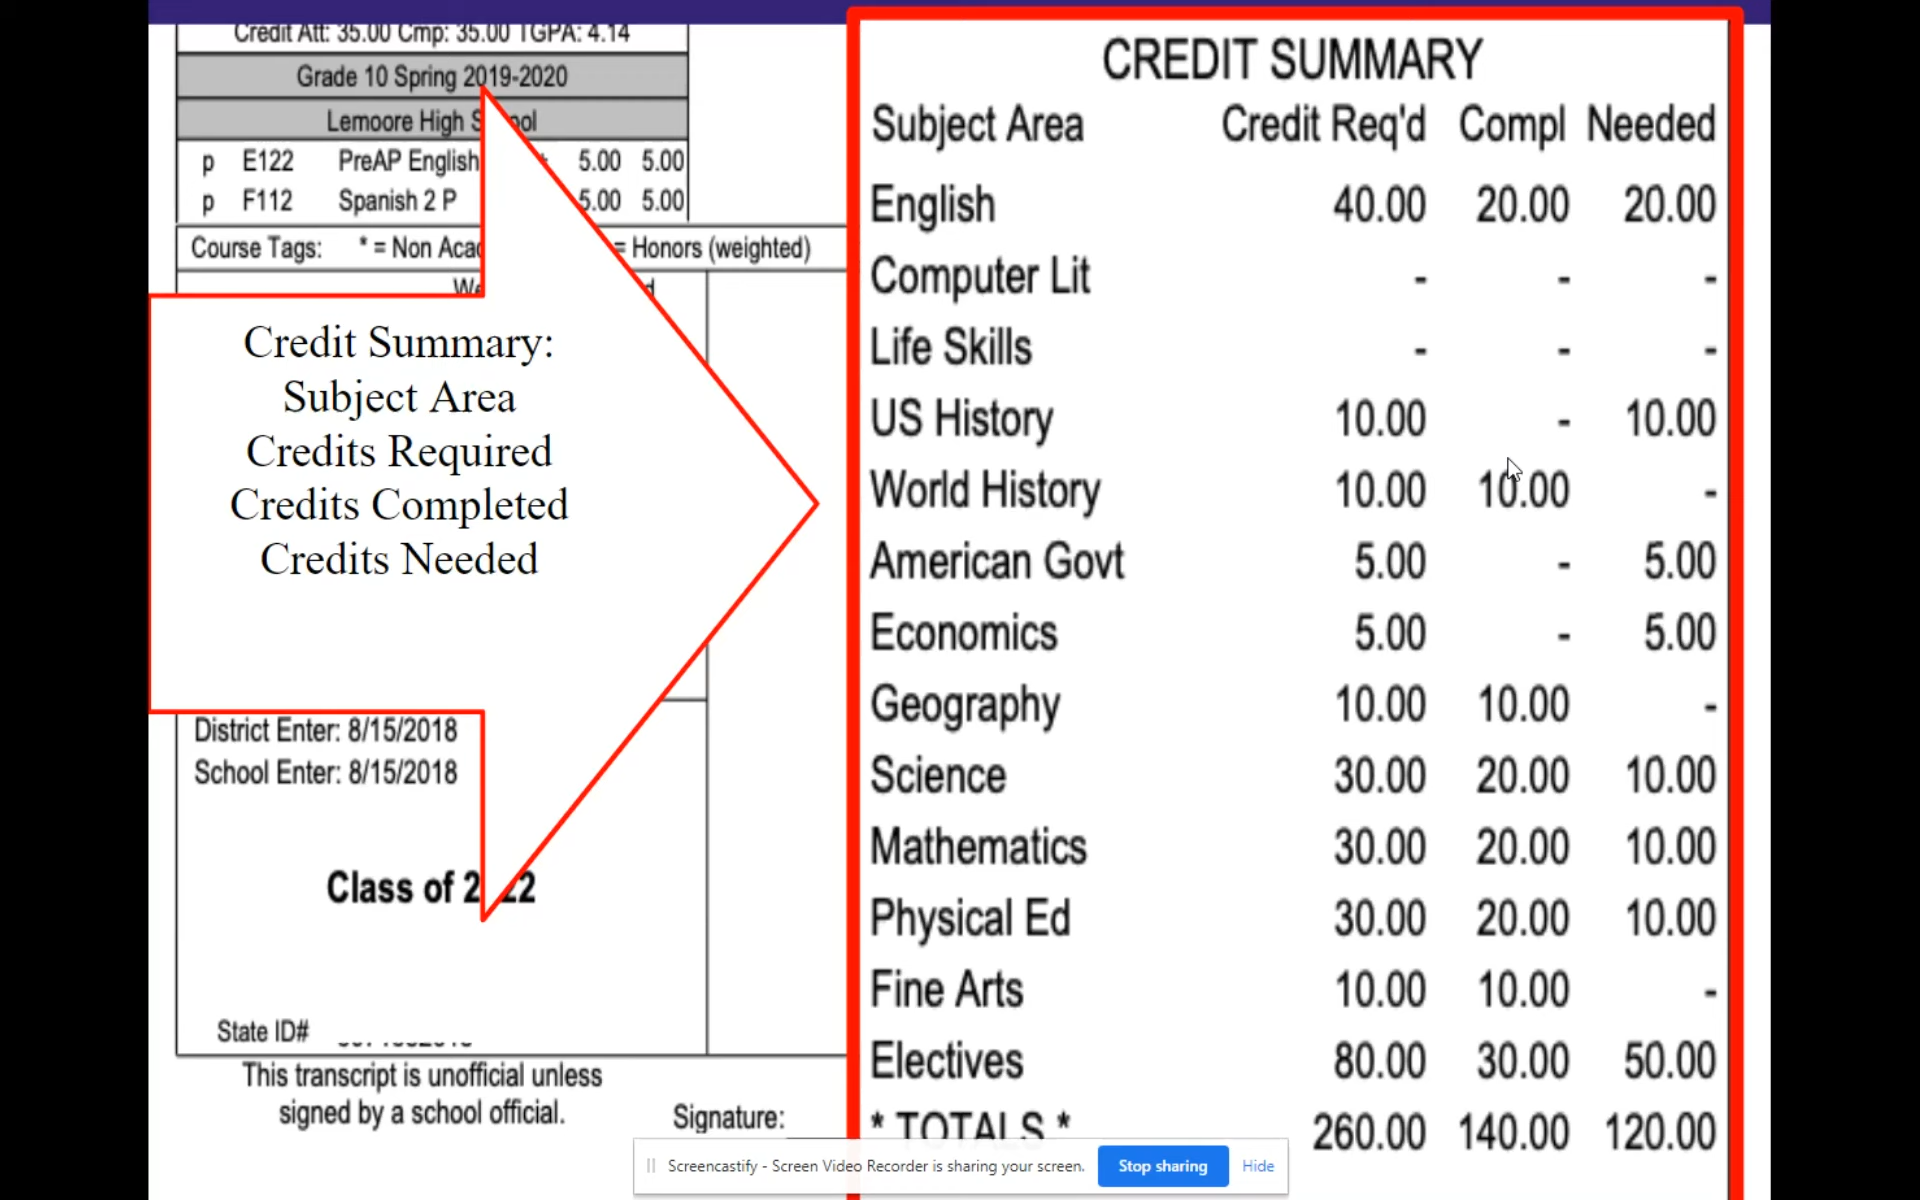 Credit Att: 35.00 Cmp: 35.00 TGPA: 4.14
Grade 10 Spring 2019-2020
Lemoore High S ool
p E122 PreAP English + 5.00 5.00
p F112 Spanish 2 P 5.00 5.00
Course Tags: * = Non Acad = Honors (weighted)
Credit Summary:
Subject Area
Credits Required
Credits Completed
Credits Needed
District Enter: 8/15/2018
School Enter: 8/15/2018
Class of 2 22
State ID#
This transcript is unofficial unless
signed by a school official.
Signature:
CREDIT SUMMARY
Subject Area Credit Req'd Compl Needed
English 40.00 20.00 20.00
Computer Lit - - -
Life Skills - - -
US History 10.00 - 10.00
World History 10.00 10.00 -
American Govt 5.00 - 5.00
Economics 5.00 - 5.00
Geography 10.00 10.00 -
Science 30.00 20.00 10.00
Mathematics 30.00 20.00 10.00
Physical Ed 30.00 20.00 10.00
Fine Arts 10.00 10.00 -
Electives 80.00 30.00 50.00
* TOTALS * 260.00 140.00 120.00
Screencastify - Screen Video Recorder is sharing your screen. Stop sharing Hide